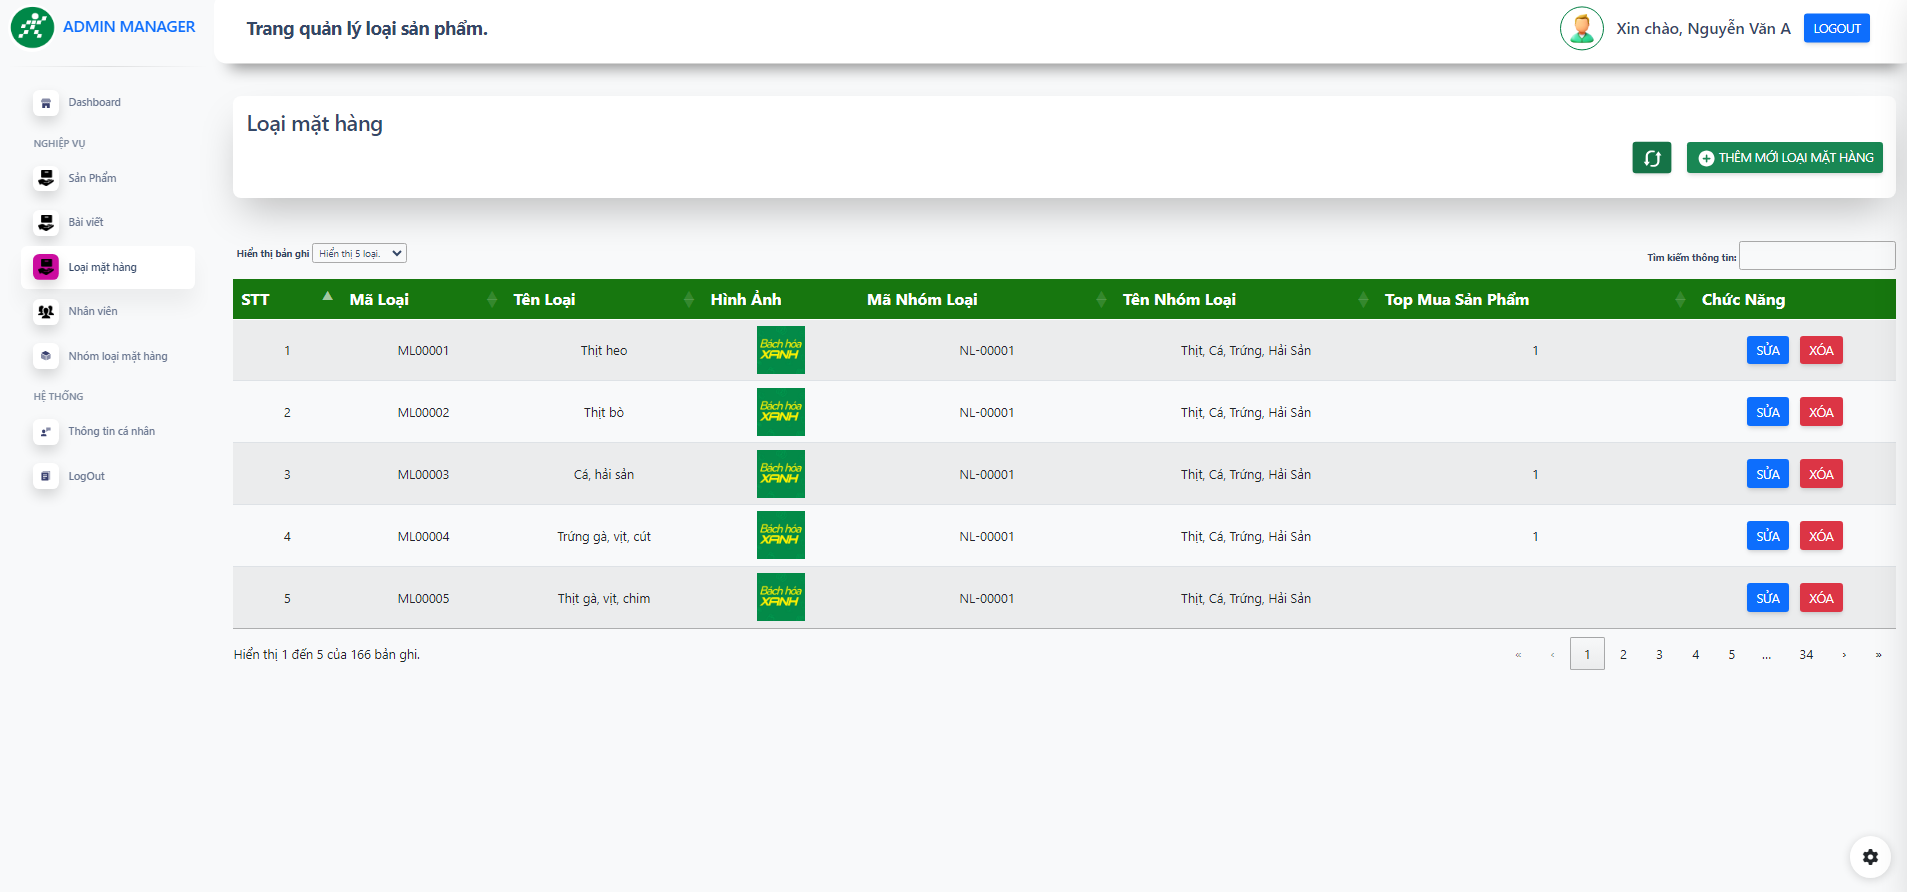 ADMIN MANAGER
Trang quản lý loại sản phẩm.
Xin chào, Nguyễn Văn A
LOGOUT
Dashboard
NGHIỆP VỤ
Sản Phẩm
Bài viết
Loại mặt hàng
Nhân viên
Nhóm loại mặt hàng
HỆ THỐNG
Thông tin cá nhân
LogOut
Loại mặt hàng
THÊM MỚI LOẠI MẶT HÀNG
Hiển thị bản ghi Hiển thị 5 loại.
Tìm kiếm thông tin:
STT Mã Loại Tên Loại Hình Ảnh Mã Nhóm Loại Tên Nhóm Loại Top Mua Sản Phẩm Chức Năng
1 ML00001 Thịt heo Bách hóa XANH NL-00001 Thịt, Cá, Trứng, Hải Sản 1 SỬA XÓA
2 ML00002 Thịt bò Bách hóa XANH NL-00001 Thịt, Cá, Trứng, Hải Sản SỬA XÓA
3 ML00003 Cá, hải sản Bách hóa XANH NL-00001 Thịt, Cá, Trứng, Hải Sản 1 SỬA XÓA
4 ML00004 Trứng gà, vịt, cút Bách hóa XANH NL-00001 Thịt, Cá, Trứng, Hải Sản 1 SỬA XÓA
5 ML00005 Thịt gà, vịt, chim Bách hóa XANH NL-00001 Thịt, Cá, Trứng, Hải Sản SỬA XÓA
Hiển thị 1 đến 5 của 166 bản ghi.
« ‹ 1 2 3 4 5 … 34 › »